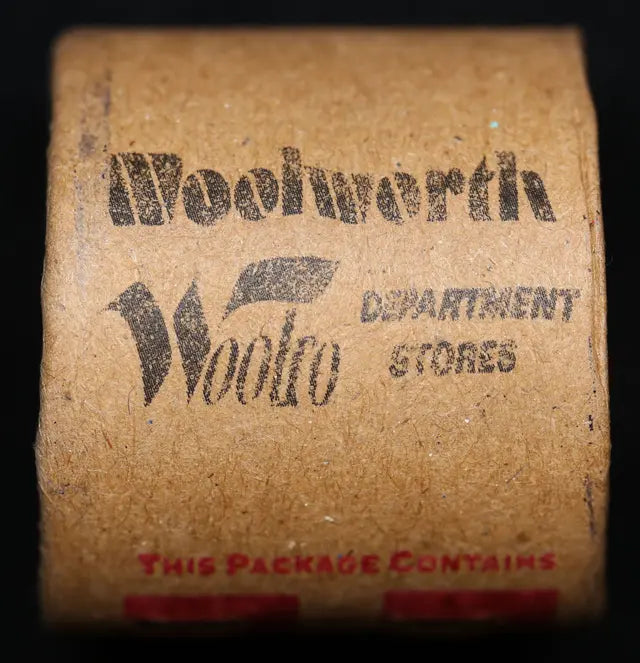 Woolworth
Woolco DEPARTMENT
STORES
THIS PACKAGE CONTAINS